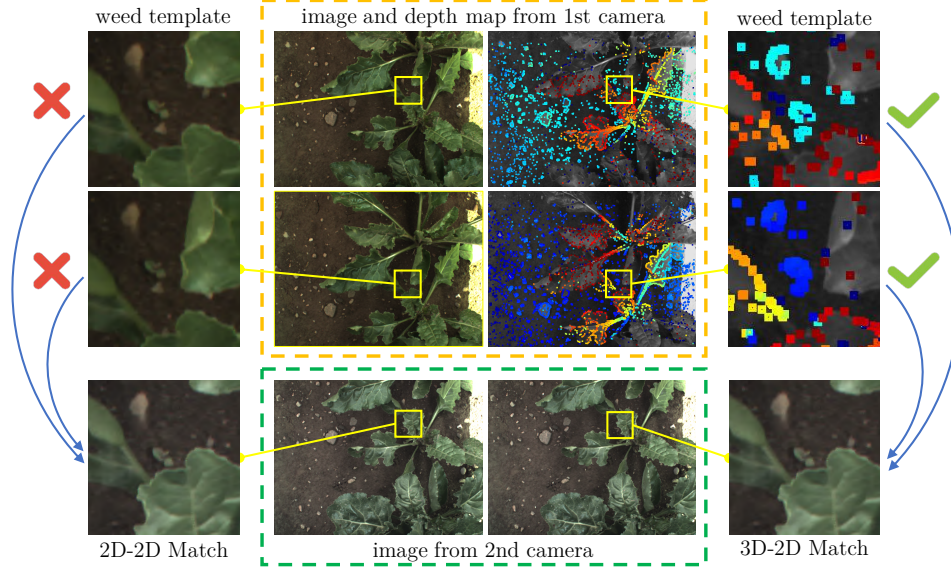 weed template
image and depth map from 1st camera
weed template
2D-2D Match
image from 2nd camera
3D-2D Match